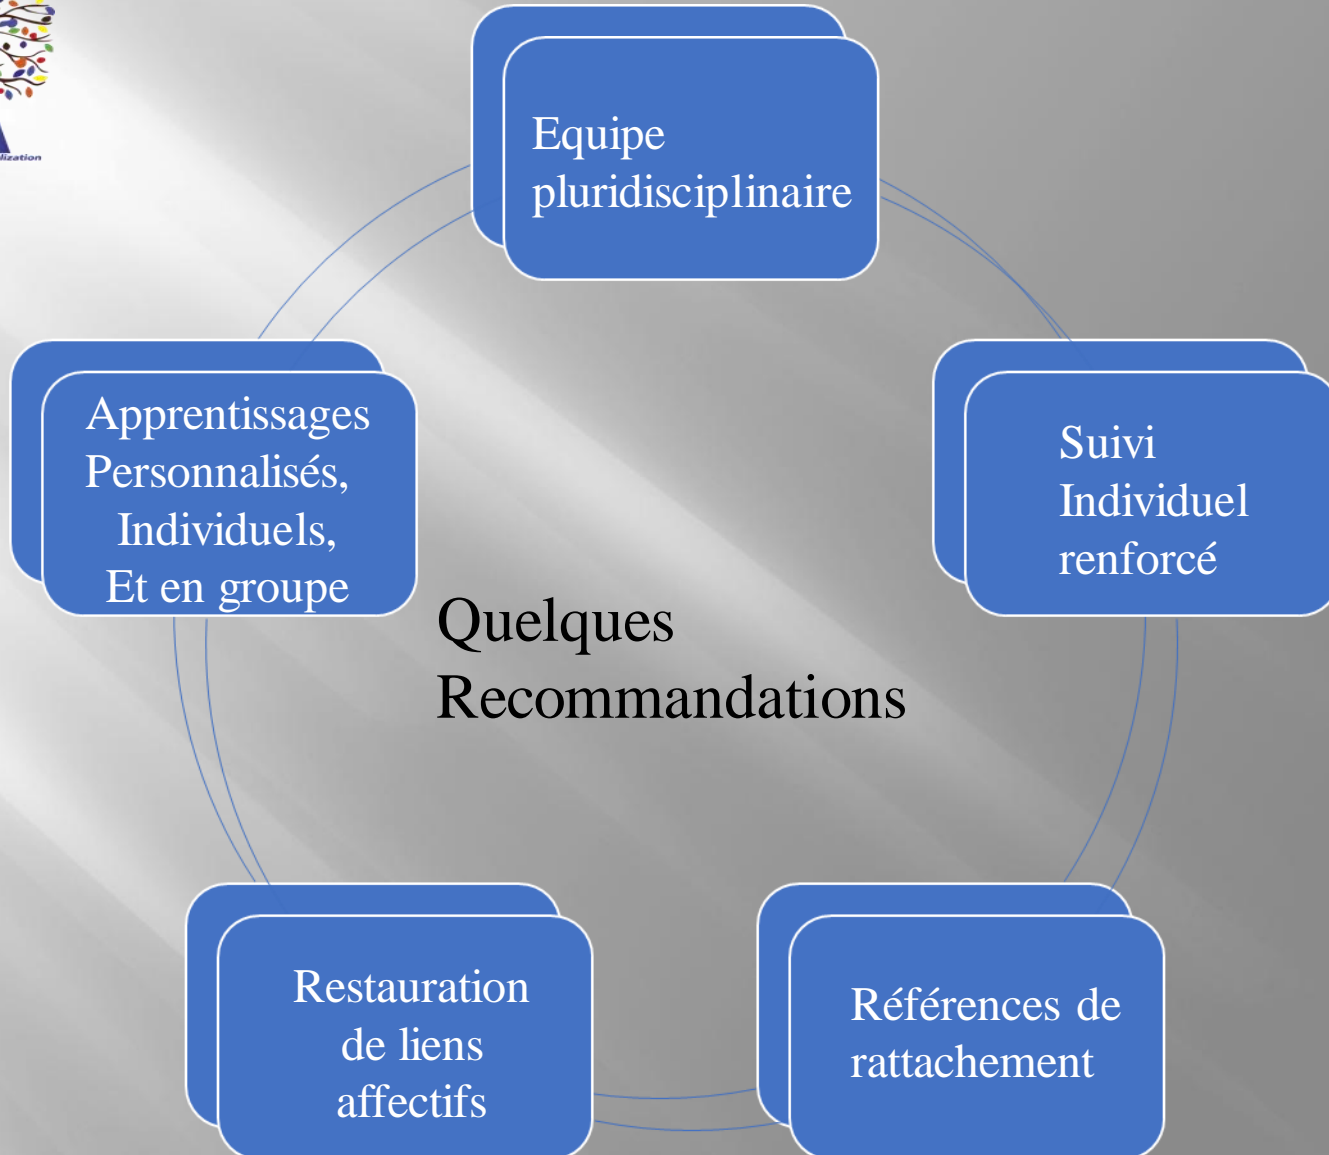 Equipe
pluridisciplinaire
Apprentissages
Personnalisés,
Individuels,
Et en groupe
Suivi
Individuel
renforcé
Quelques
Recommandations
Restauration
de liens
affectifs
Références de
rattachement